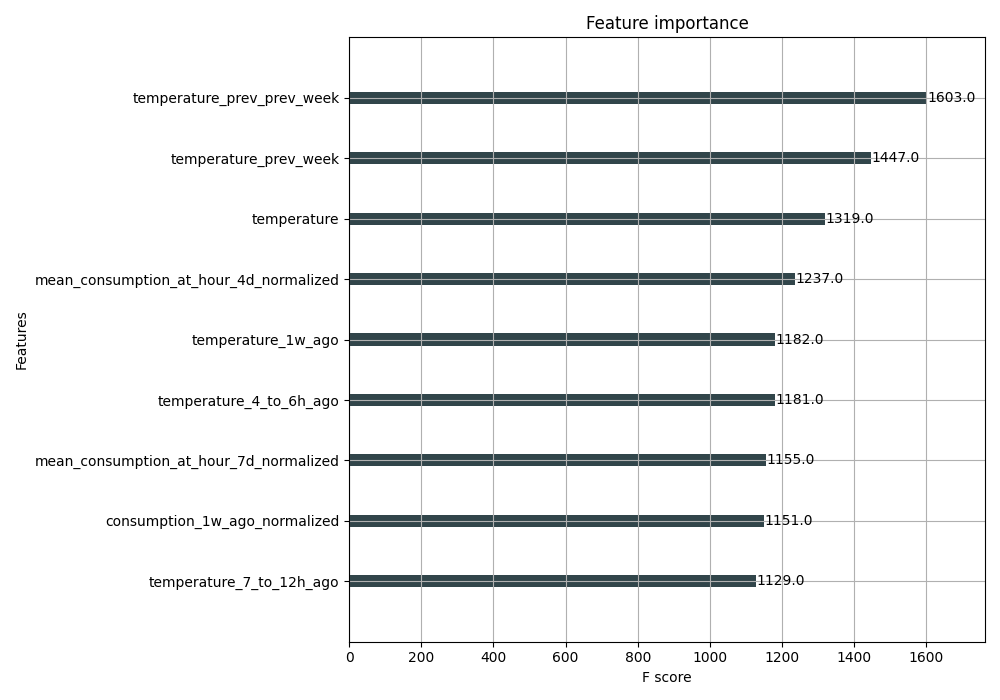 Feature importance
temperature_prev_prev_week 1603.0
temperature_prev_week 1447.0
temperature 1319.0
mean_consumption_at_hour_4d_normalized 1237.0
temperature_1w_ago 1182.0
temperature_4_to_6h_ago 1181.0
mean_consumption_at_hour_7d_normalized 1155.0
consumption_1w_ago_normalized 1151.0
temperature_7_to_12h_ago 1129.0
Features
0 200 400 600 800 1000 1200 1400 1600
F score